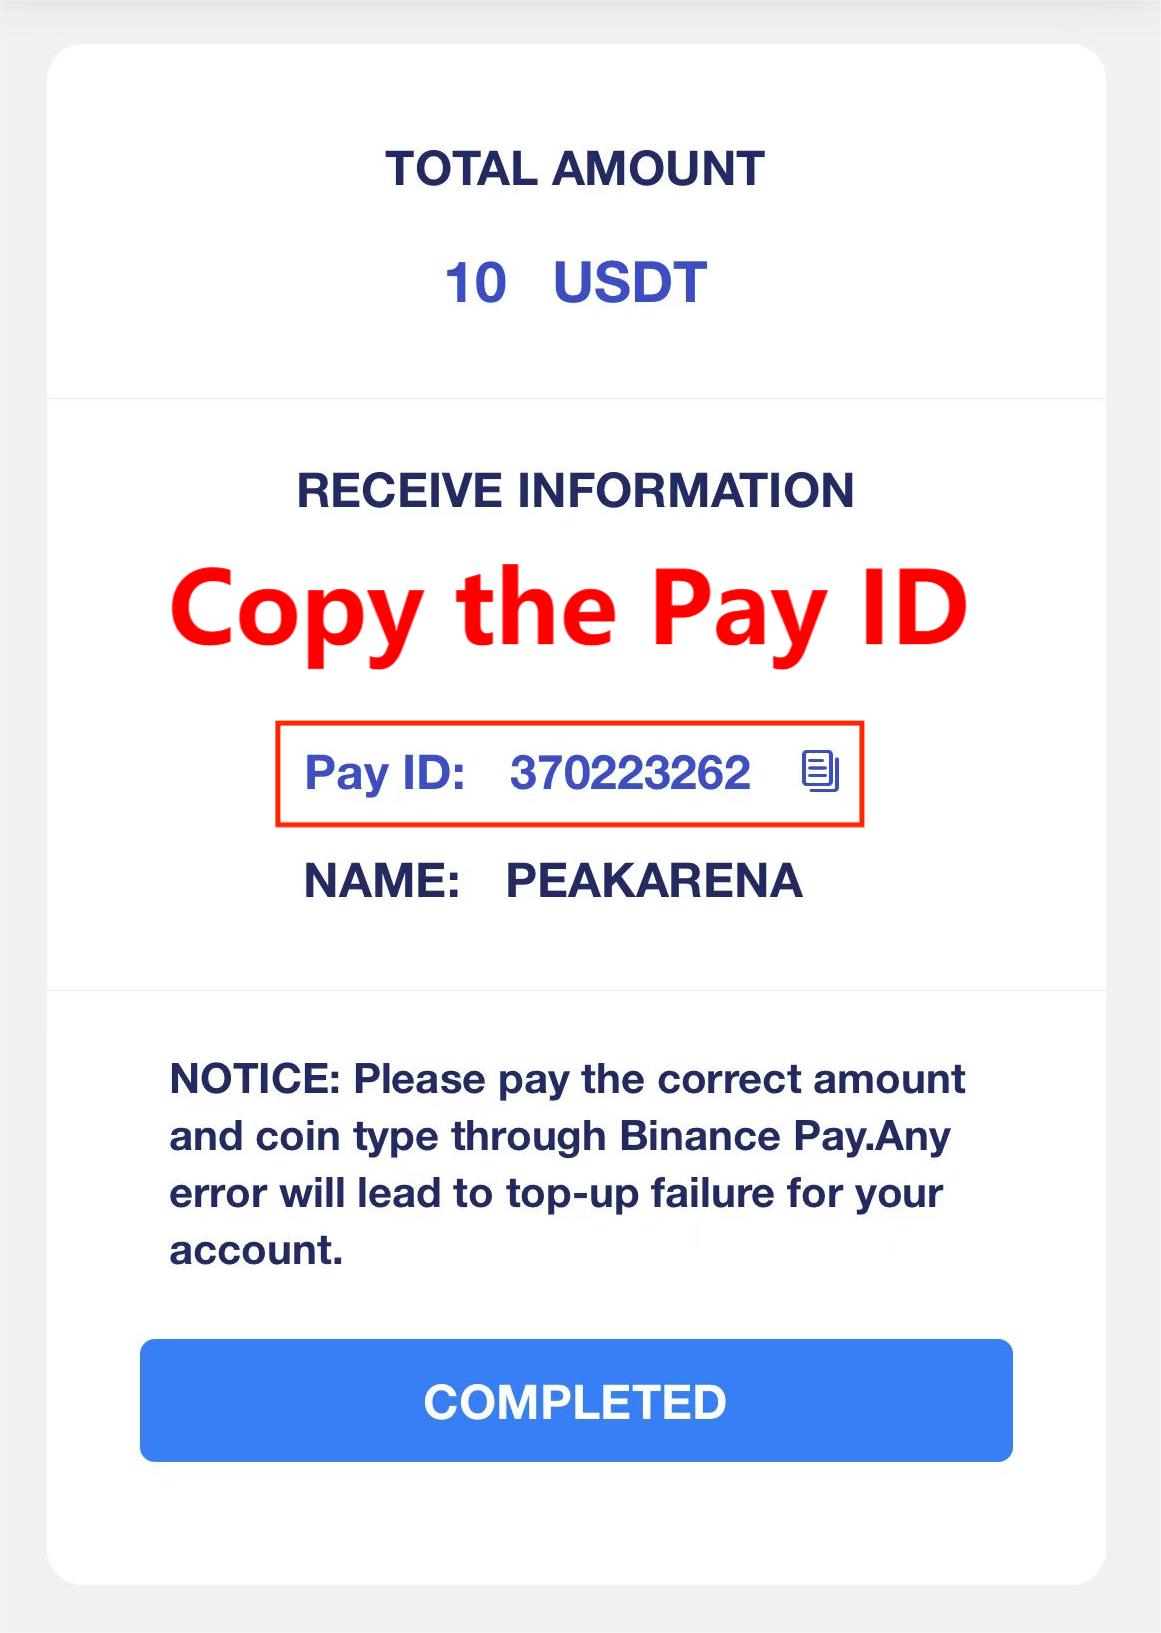 TOTAL AMOUNT
10 USDT
RECEIVE INFORMATION
Copy the Pay ID
Pay ID: 370223262
NAME: PEAKARENA
NOTICE: Please pay the correct amount
and coin type through Binance Pay.Any
error will lead to top-up failure for your
account.
COMPLETED